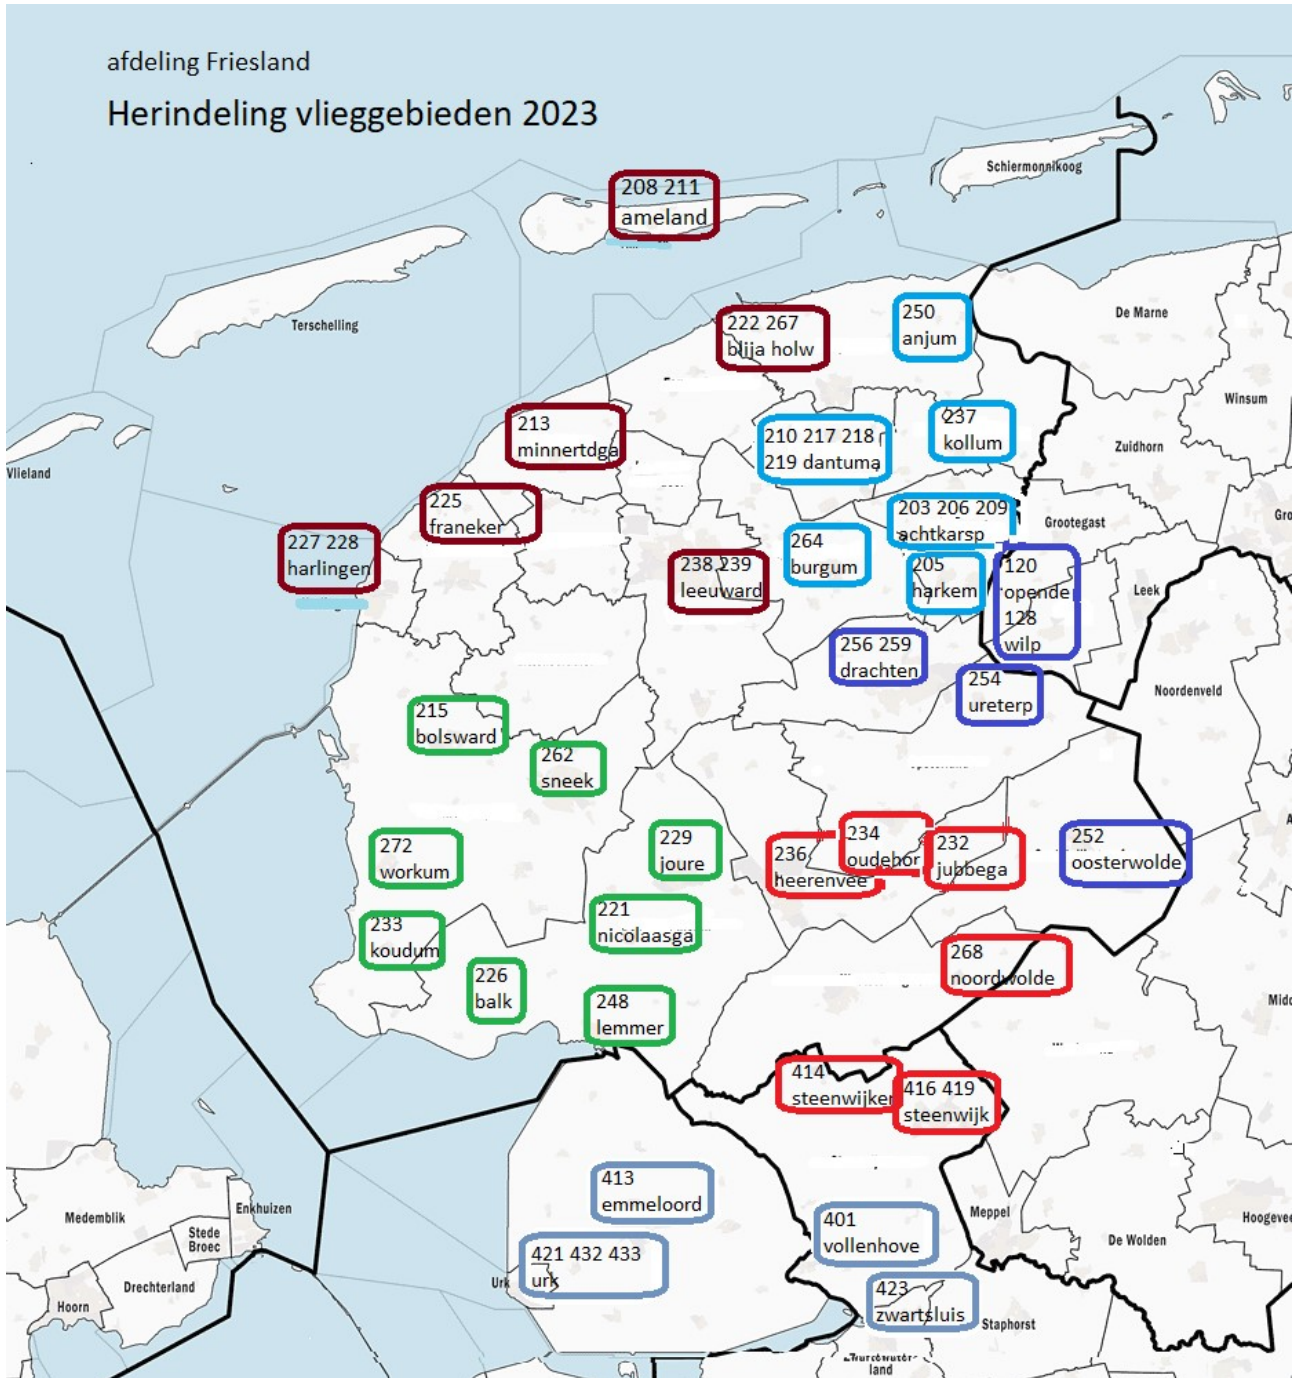 afdeling Friesland
Herindeling vlieggebieden 2023
Schiermonnikoog
208 211
ameland
Terschelling
222 267
blija holw
250
anjum
De Marne
Winsum
213
minnertdga
210 217 218
219 dantuma
237
kollum
Zuidhorn
Vlieland
225
franeker
203 206 209
achtkarsp
Grootegast
Gro
227 228
harlingen
238 239
leeuward
264
burgum
205
harkem
120
opende
128
wilp
Leek
256 259
drachten
254
ureterp
Noordenveld
215
bolsward
262
sneek
272
workum
229
joure
236
heerenvee
234
oudehor
232
jubbega
252
oosterwolde
233
koudum
221
nicolaasga
226
balk
248
lemmer
268
noordwolde
Midd
414
steenwijker
416 419
steenwijk
413
emmeloord
401
vollenhove
Meppel
Hoogeve
De Wolden
Medemblik
Enkhuizen
Stede
Broec
Drechterland
Hoorn
Urk
421 432 433
urk
423
zwartsluis
Staphorst
land